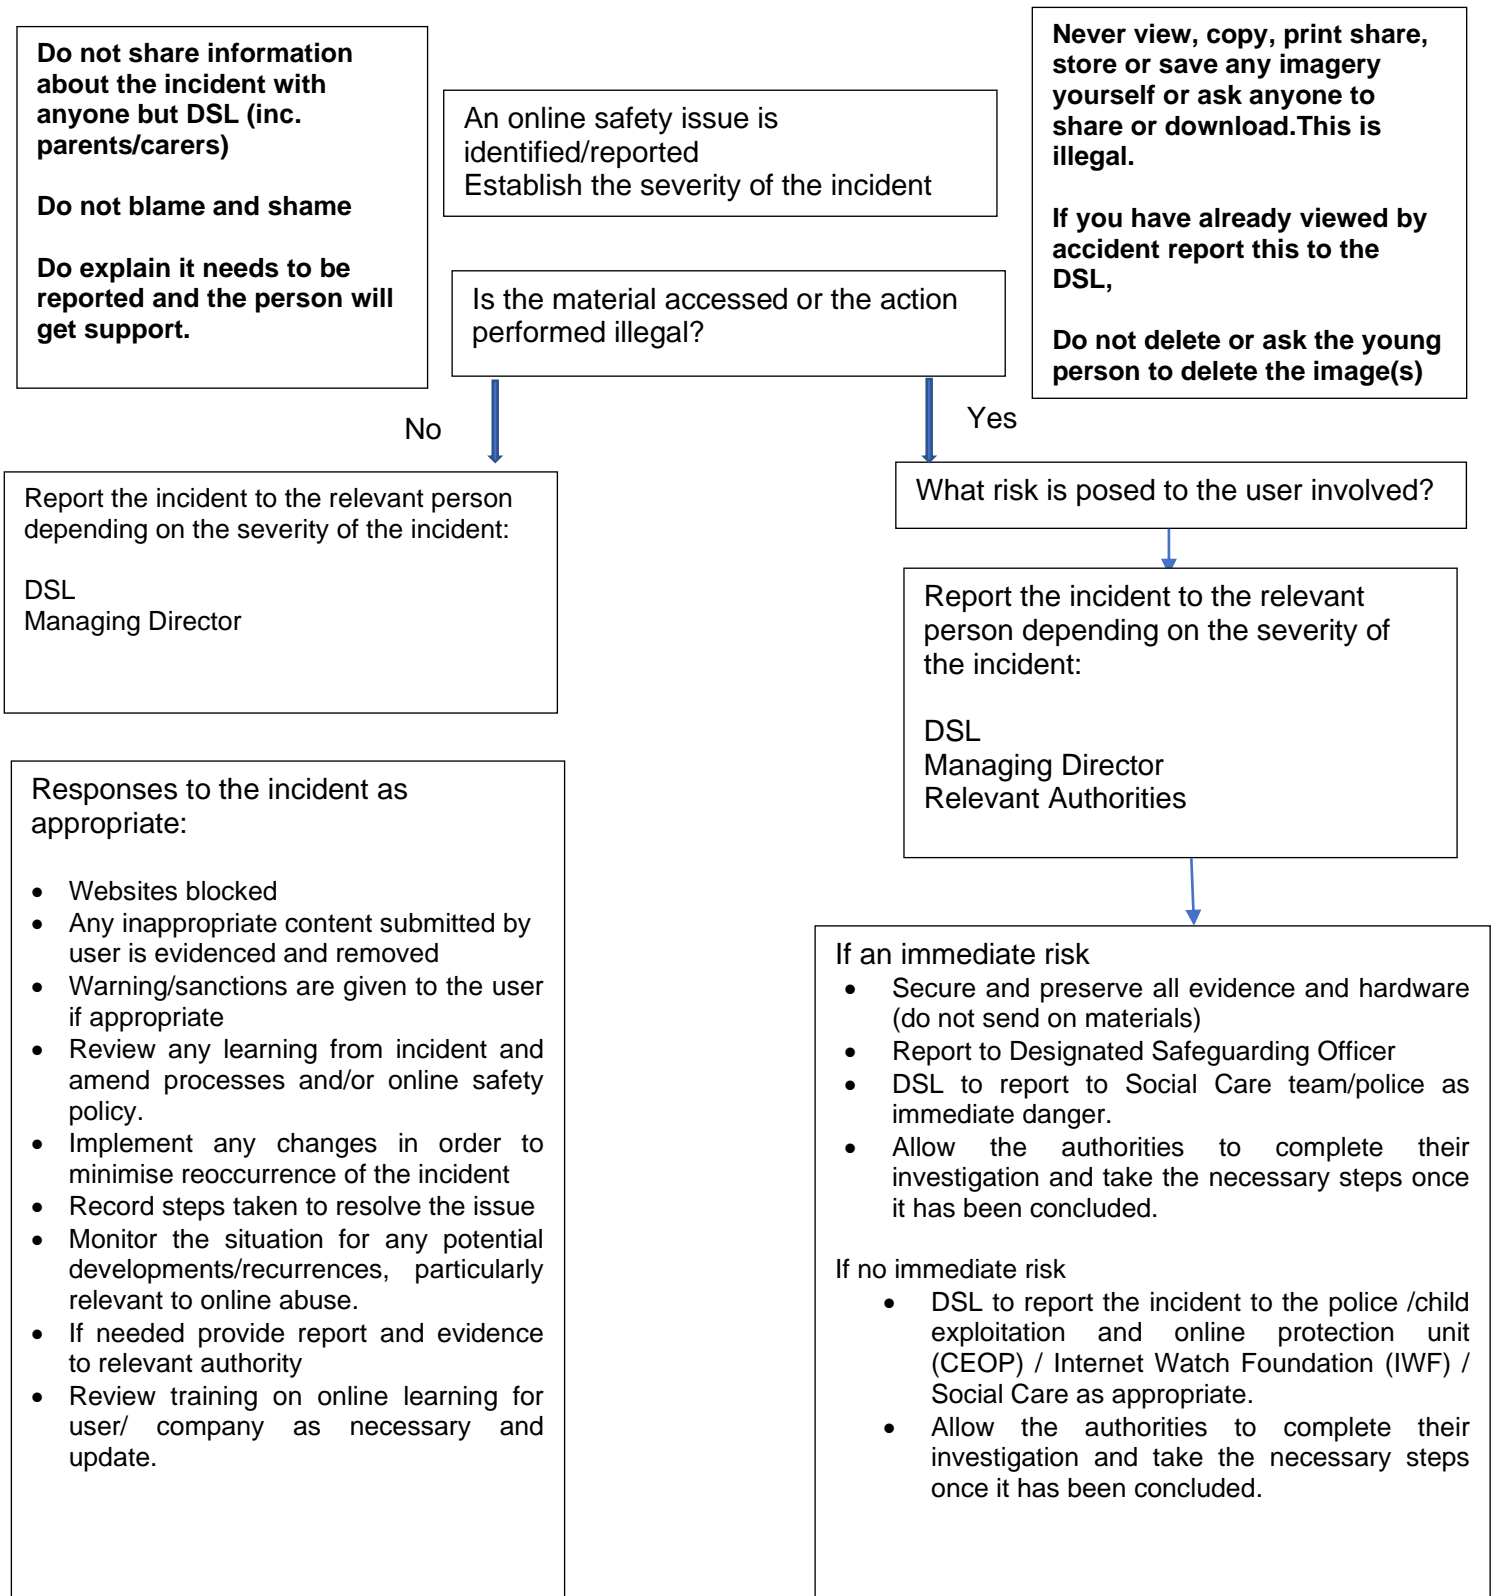 Do not share information
about the incident with
anyone but DSL (inc.
parents/carers)
Do not blame and shame
Do explain it needs to be
reported and the person will
get support.
An online safety issue is
identified/reported
Establish the severity of the incident
Never view, copy, print share,
store or save any imagery
yourself or ask anyone to
share or download.This is
illegal.
If you have already viewed by
accident report this to the
DSL,
Do not delete or ask the young
person to delete the image(s)
Is the material accessed or the action
performed illegal?
No
Yes
Report the incident to the relevant person
depending on the severity of the incident:
DSL
Managing Director
What risk is posed to the user involved?
Report the incident to the relevant
person depending on the severity of
the incident:
DSL
Managing Director
Relevant Authorities
Responses to the incident as
appropriate:
• Websites blocked
• Any inappropriate content submitted by
user is evidenced and removed
• Warning/sanctions are given to the user
if appropriate
• Review any learning from incident and
amend processes and/or online safety
policy.
• Implement any changes in order to
minimise reoccurrence of the incident
• Record steps taken to resolve the issue
• Monitor the situation for any potential
developments/recurrences, particularly
relevant to online abuse.
• If needed provide report and evidence
to relevant authority
• Review training on online learning for
user/ company as necessary and
update.
If an immediate risk
• Secure and preserve all evidence and hardware
(do not send on materials)
• Report to Designated Safeguarding Officer
• DSL to report to Social Care team/police as
immediate danger.
• Allow the authorities to complete their
investigation and take the necessary steps once
it has been concluded.
If no immediate risk
• DSL to report the incident to the police /child
exploitation and online protection unit
(CEOP) / Internet Watch Foundation (IWF) /
Social Care as appropriate.
• Allow the authorities to complete their
investigation and take the necessary steps
once it has been concluded.